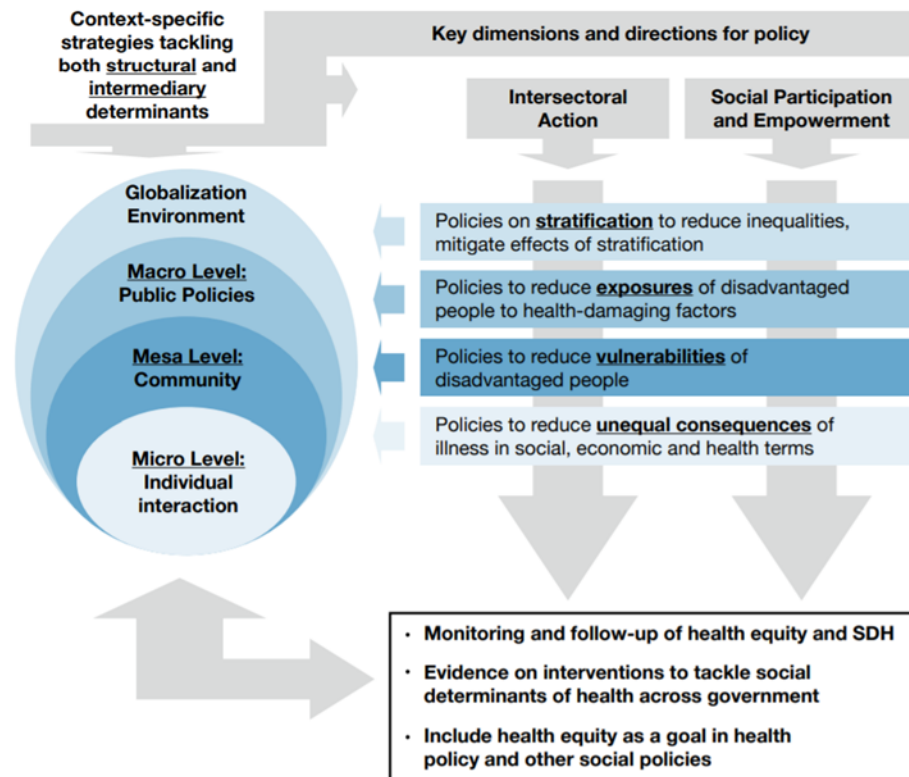 Context-specific
strategies tackling
both structural and
intermediary
determinants
Key dimensions and directions for policy
Intersectoral
Action
Social Participation
and Empowerment
Globalization
Environment
Macro Level:
Public Policies
Mesa Level:
Community
Micro Level:
Individual
interaction
Policies on stratification to reduce inequalities,
mitigate effects of stratification
Policies to reduce exposures of disadvantaged
people to health-damaging factors
Policies to reduce vulnerabilities of
disadvantaged people
Policies to reduce unequal consequences of
illness in social, economic and health terms
· Monitoring and follow-up of health equity and SDH
· Evidence on interventions to tackle social
determinants of health across government
· Include health equity as a goal in health
policy and other social policies